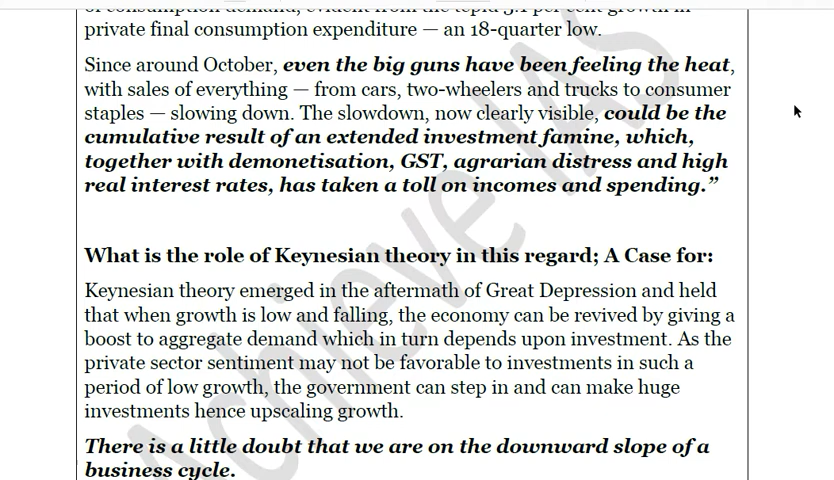 private final consumption expenditure — an 18-quarter low.
Since around October, even the big guns have been feeling the heat,
with sales of everything — from cars, two-wheelers and trucks to consumer
staples — slowing down. The slowdown, now clearly visible, could be the
cumulative result of an extended investment famine, which,
together with demonetisation, GST, agrarian distress and high
real interest rates, has taken a toll on incomes and spending.”
What is the role of Keynesian theory in this regard; A Case for:
Keynesian theory emerged in the aftermath of Great Depression and held
that when growth is low and falling, the economy can be revived by giving a
boost to aggregate demand which in turn depends upon investment. As the
private sector sentiment may not be favorable to investments in such a
period of low growth, the government can step in and can make huge
investments hence upscaling growth.
There is a little doubt that we are on the downward slope of a
business cycle.
Achieve IAS